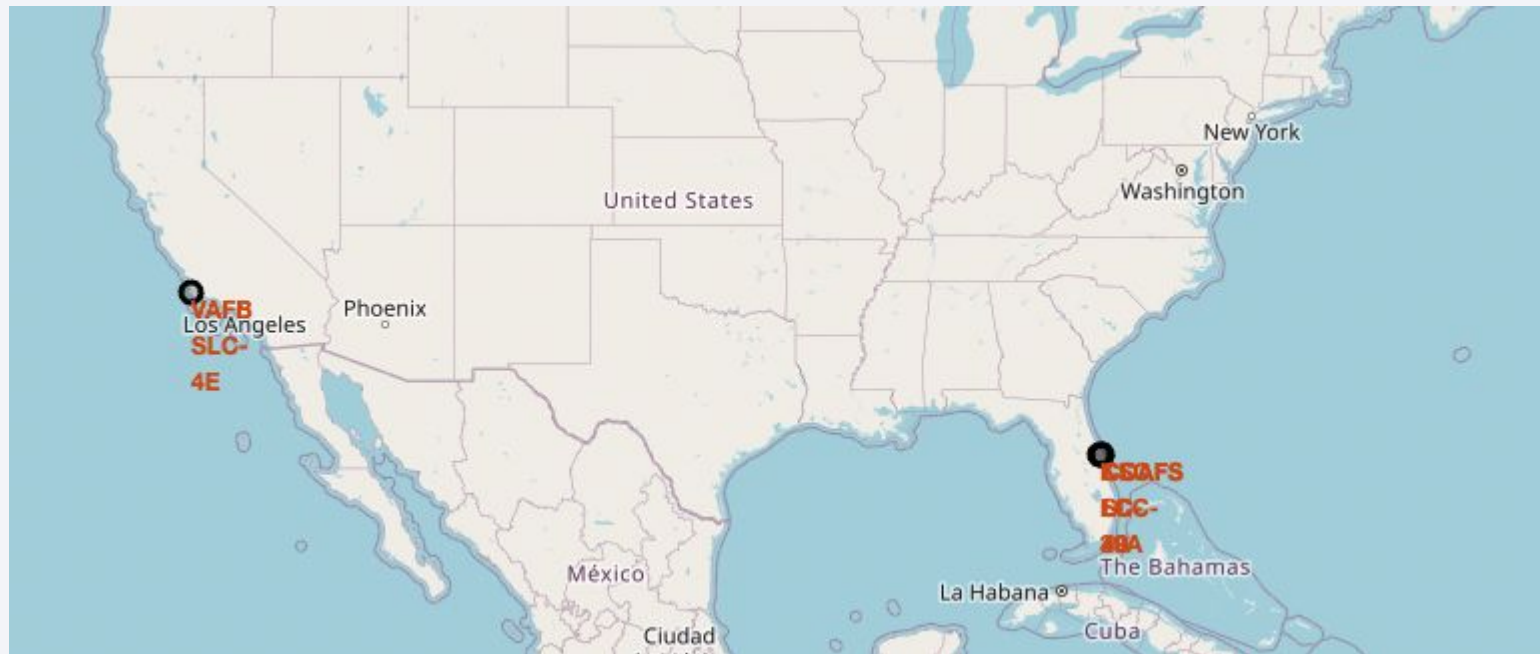 New York
Washington
United States
VAFB
Phoenix
Los Angeles
SLC-
4E
The Bahamas
México
La Habana
Cuba
Ciudad